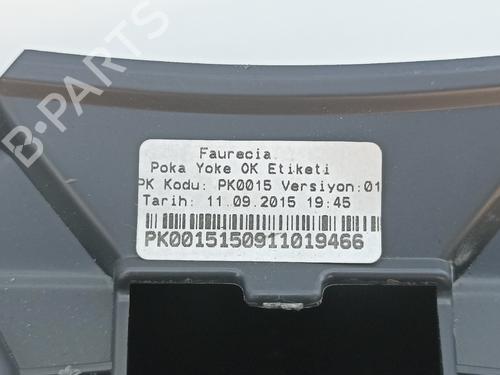 B-Parts
Faurecia
Poka Yoke OK Etiketi
PK Kodu: PK0015 Versiyon:01
Tarih: 11.09.2015 19:45
PK0015150911019466